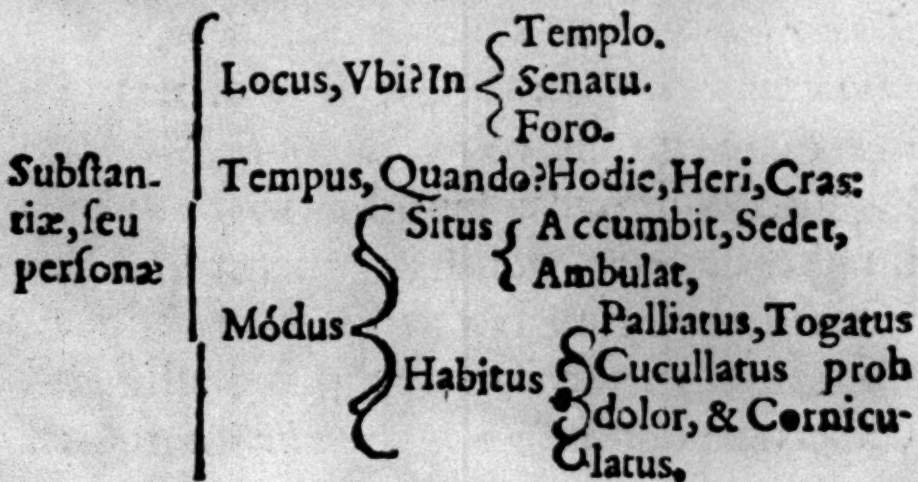 Substan-
tiæ, seu
personæ
Locus, Vbi? In
Templo.
Senatu.
Foro.
Tempus, Quando? Hodie, Heri, Cras:
Módus
Situs
Accumbit, Sedet,
Ambulat,
Habitus
Palliatus, Togatus
Cucullatus proh
dolor, & Cornicu-
latus.